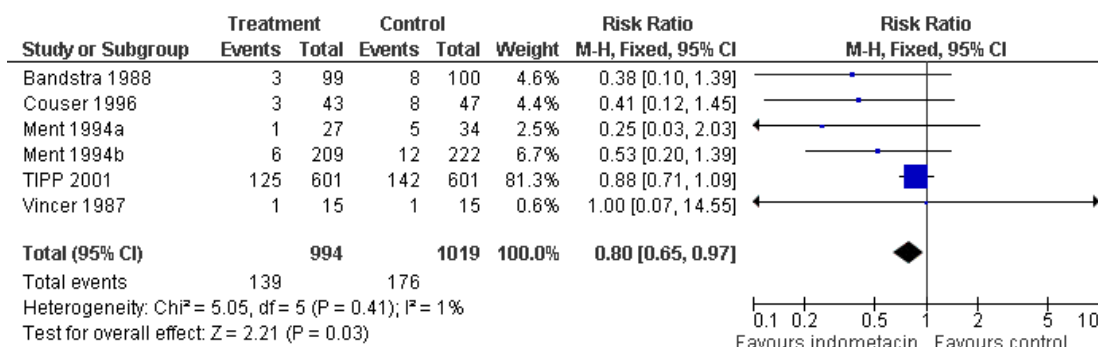 Treatment Control Risk Ratio Risk Ratio
Study or Subgroup Events Total Events Total Weight M-H, Fixed, 95% CI M-H, Fixed, 95% CI
Bandstra 1988 3 99 8 100 4.6% 0.38 [0.10, 1.39]
Couser 1996 3 43 8 47 4.4% 0.41 [0.12, 1.45]
Ment 1994a 1 27 5 34 2.5% 0.25 [0.03, 2.03]
Ment 1994b 6 209 12 222 6.7% 0.53 [0.20, 1.39]
TIPP 2001 125 601 142 601 81.3% 0.88 [0.71, 1.09]
Vincer 1987 1 15 1 15 0.6% 1.00 [0.07, 14.55]
Total (95% CI) 994 1019 100.0% 0.80 [0.65, 0.97]
Total events 139 176
Heterogeneity: Chi² = 5.05, df = 5 (P = 0.41); I² = 1%
Test for overall effect: Z = 2.21 (P = 0.03)
0.1 0.2 0.5 1 2 5 10
Favours indometacin Favours control